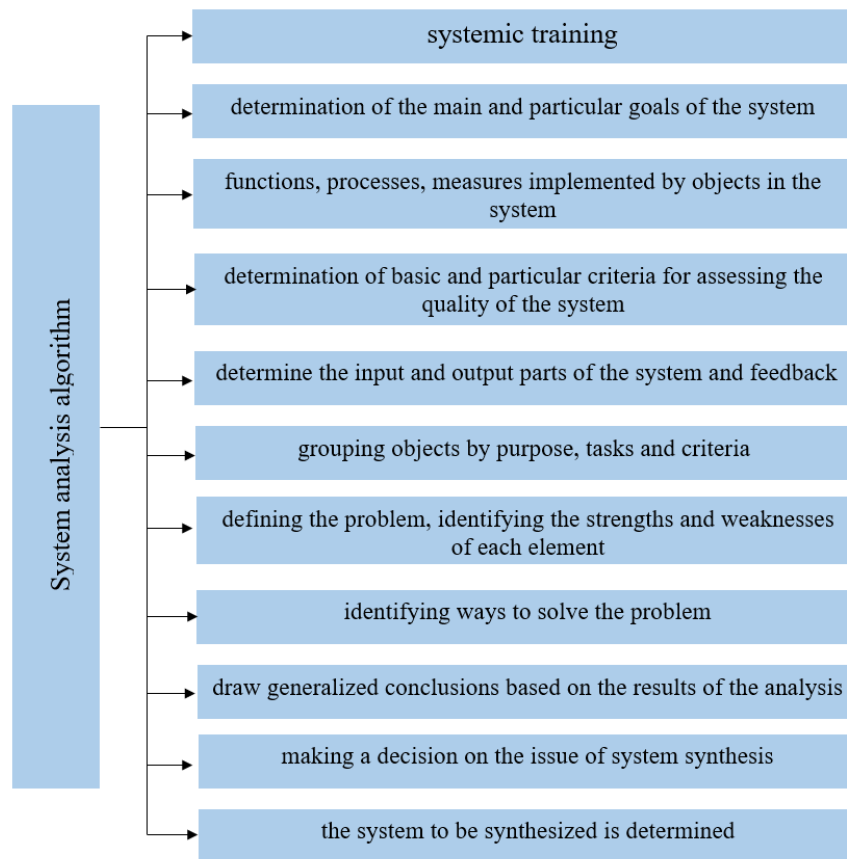 System analysis algorithm
systemic training
determination of the main and particular goals of the system
functions, processes, measures implemented by objects in the
system
determination of basic and particular criteria for assessing the
quality of the system
determine the input and output parts of the system and feedback
grouping objects by purpose, tasks and criteria
defining the problem, identifying the strengths and weaknesses
of each element
identifying ways to solve the problem
draw generalized conclusions based on the results of the analysis
making a decision on the issue of system synthesis
the system to be synthesized is determined